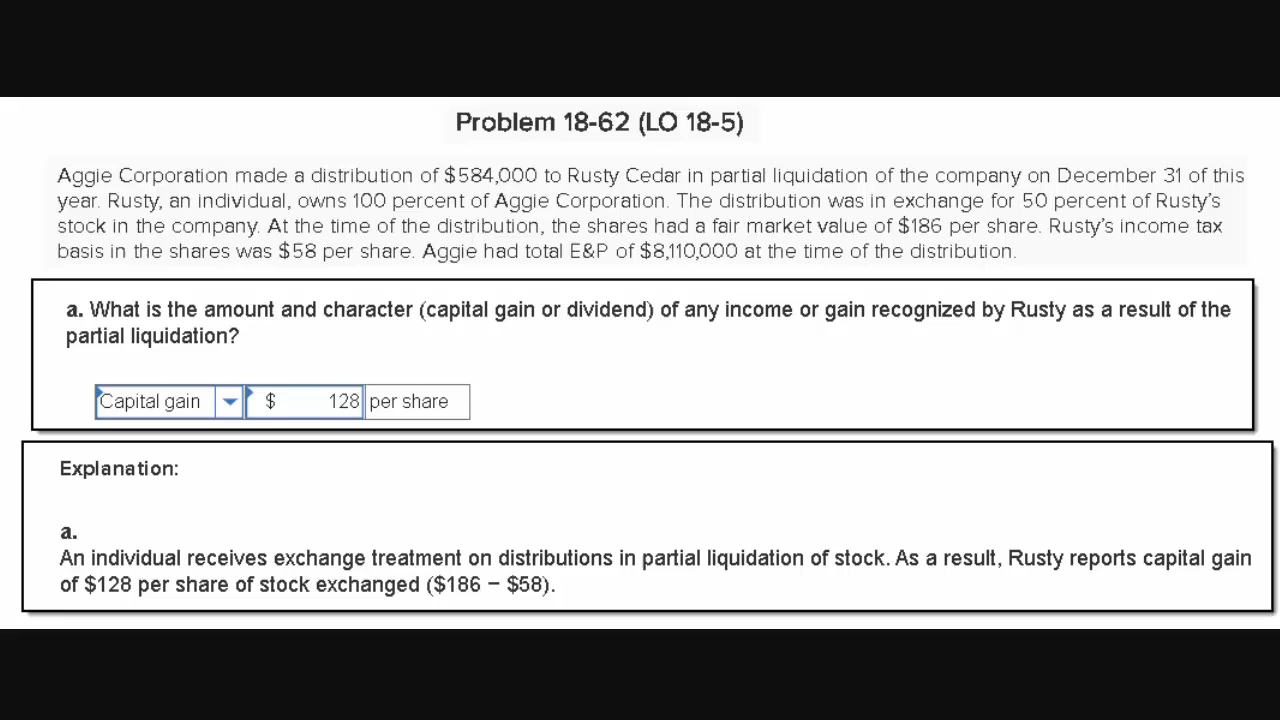 Problem 18-62 (LO 18-5)
Aggie Corporation made a distribution of $584,000 to Rusty Cedar in partial liquidation of the company on December 31 of this
year. Rusty, an individual, owns 100 percent of Aggie Corporation. The distribution was in exchange for 50 percent of Rusty's
stock in the company. At the time of the distribution, the shares had a fair market value of $186 per share. Rusty's income tax
basis in the shares was $58 per share. Aggie had total E&P of $8,110,000 at the time of the distribution.
a. What is the amount and character (capital gain or dividend) of any income or gain recognized by Rusty as a result of the
partial liquidation?
Capital gain $ 128 per share
Explanation:
a.
An individual receives exchange treatment on distributions in partial liquidation of stock. As a result, Rusty reports capital gain
of $128 per share of stock exchanged ($186 − $58).